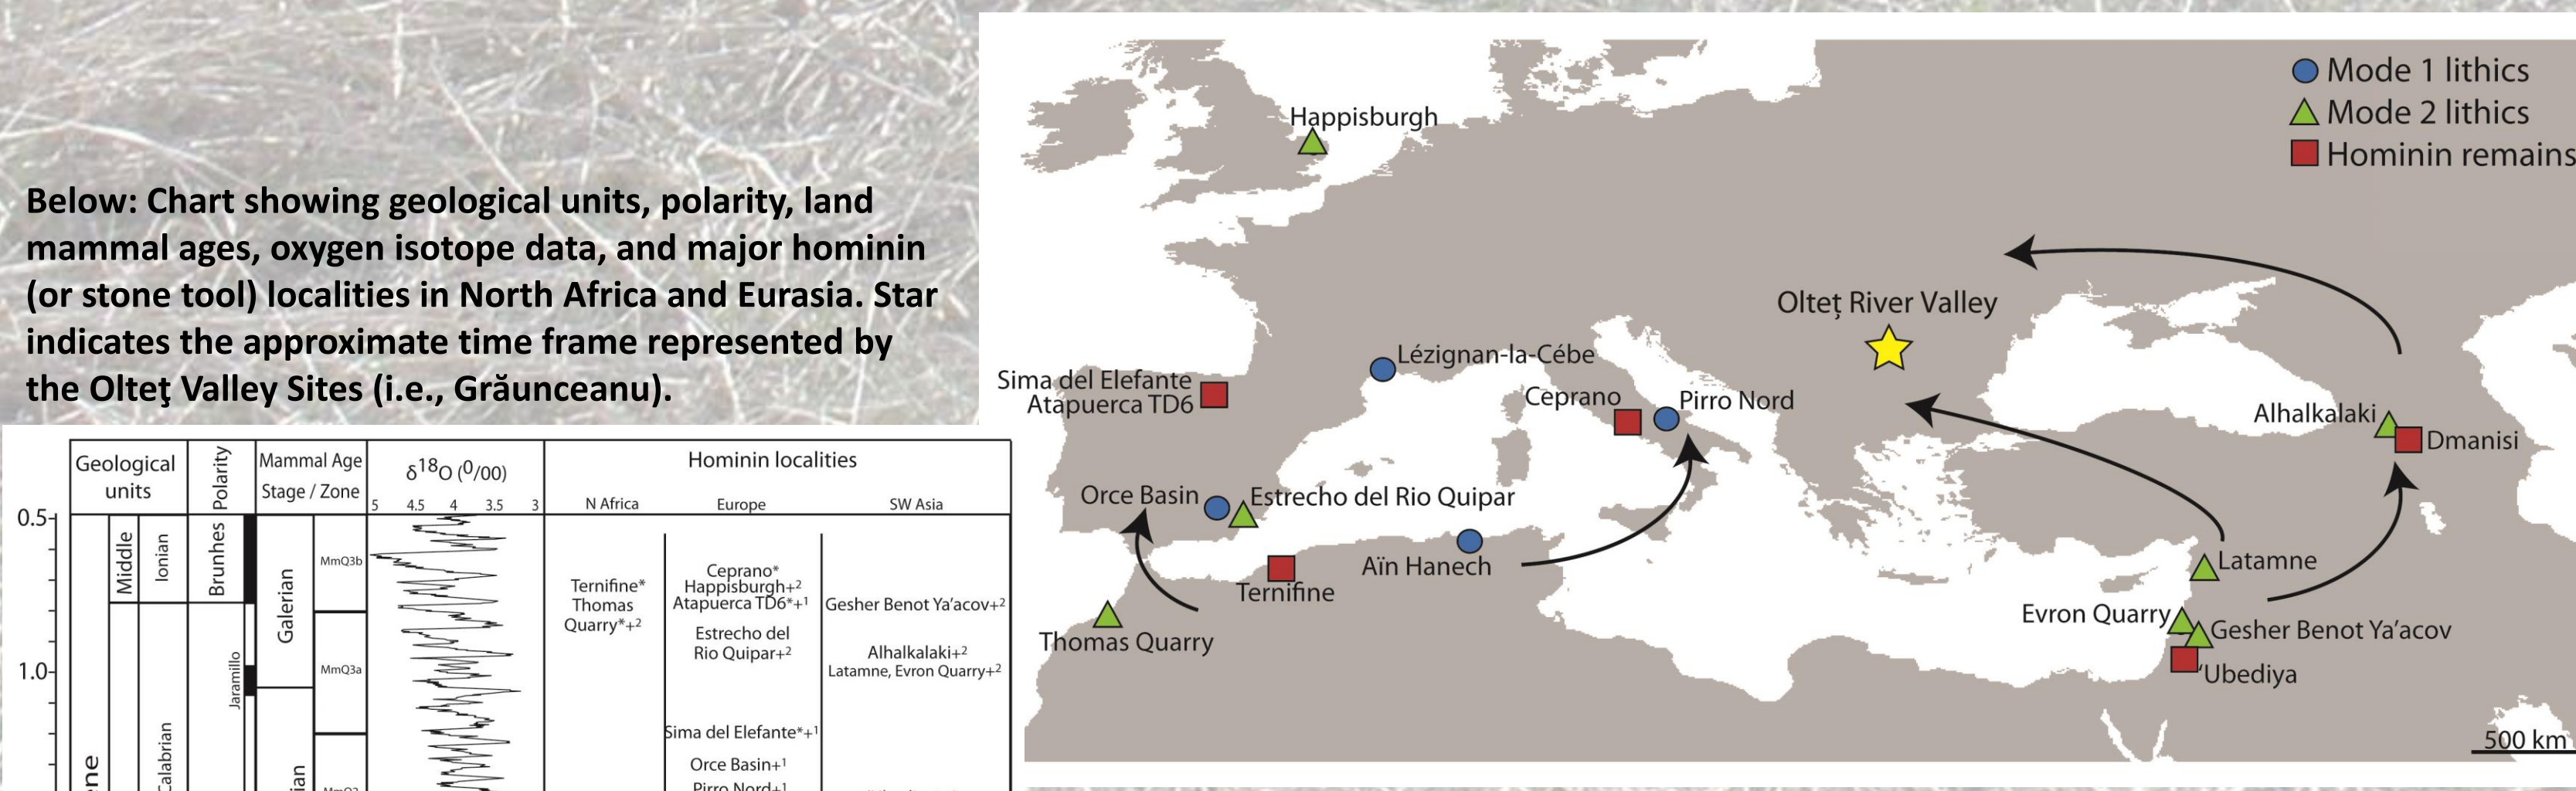 Below: Chart showing geological units, polarity, land
mammal ages, oxygen isotope data, and major hominin
(or stone tool) localities in North Africa and Eurasia. Star
indicates the approximate time frame represented by
the Olteţ Valley Sites (i.e., Grăunceanu).
Geological
units
Polarity
Mammal Age
Stage / Zone
δ18O (0/00)
5 4.5 4 3.5 3
Hominin localities
N Africa Europe SW Asia
0.5
1.0
Middle
Ionian
Calabrian
Brunhes
Jaramillo
Galerian
MmQ3b
MmQ3a
Ternifine*
Thomas
Quarry*+2
Ceprano*
Happisburgh+2
Atapuerca TD6*+1
Estrecho del
Rio Quipar+2
Sima del Elefante*+1
Orce Basin+1
Pirro Nord+1
Gesher Benot Ya'acov+2
Alhalkalaki+2
Latamne, Evron Quarry+2
Mode 1 lithics
Mode 2 lithics
Hominin remains
Happisburgh
Olteț River Valley
Lézignan-la-Cébe
Sima del Elefante
Atapuerca TD6
Ceprano
Pirro Nord
Alhalkalaki
Dmanisi
Orce Basin
Estrecho del Rio Quipar
Aïn Hanech
Ternifine
Thomas Quarry
Latamne
Evron Quarry
Gesher Benot Ya'acov
'Ubediya
500 km